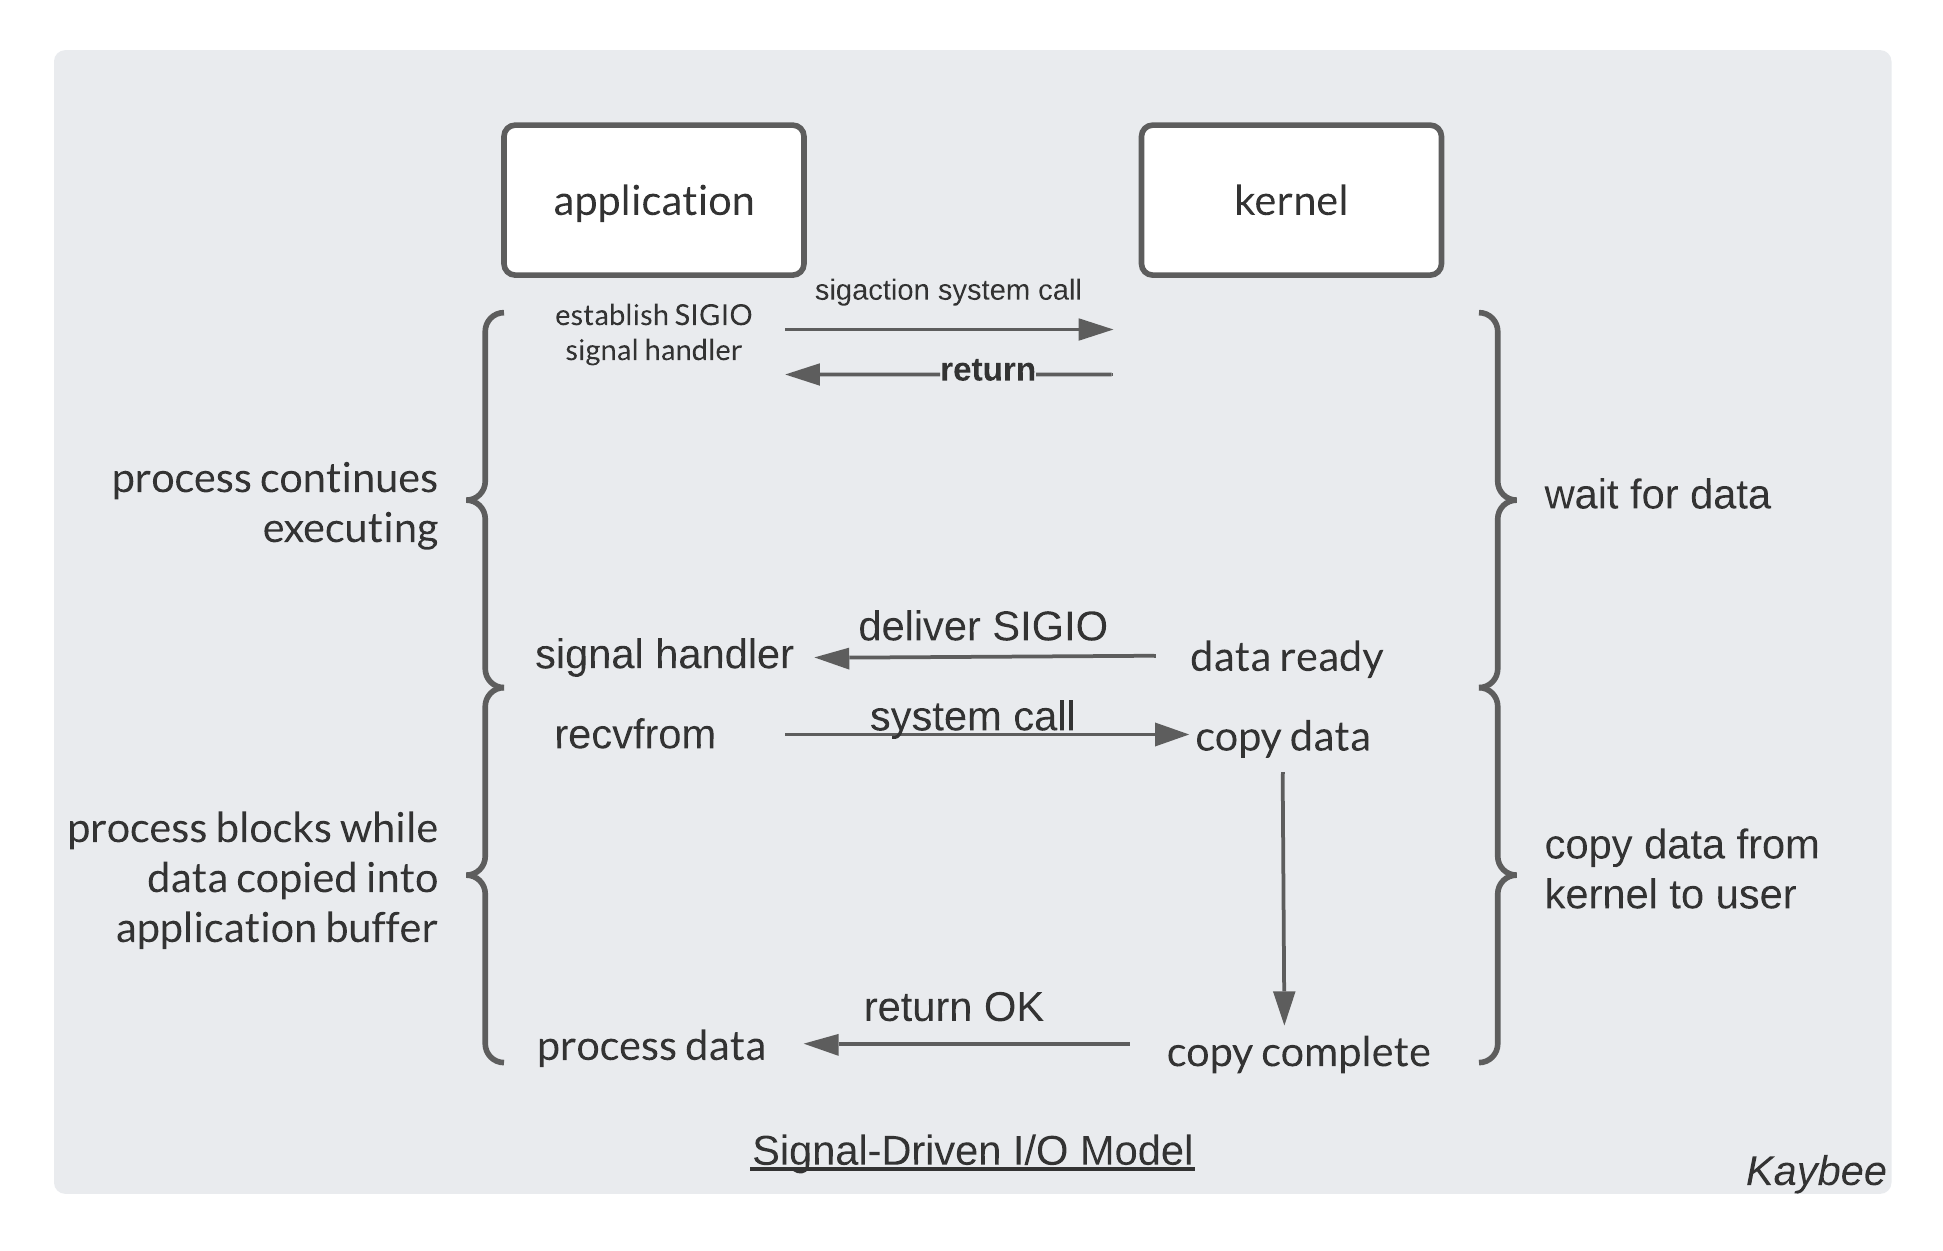 application
kernel
sigaction system call
establish SIGIO
signal handler
return
process continues
executing
wait for data
deliver SIGIO
signal handler
data ready
system call
recvfrom
copy data
process blocks while
data copied into
application buffer
copy data from
kernel to user
return OK
process data
copy complete
Signal-Driven I/O Model
Kaybee